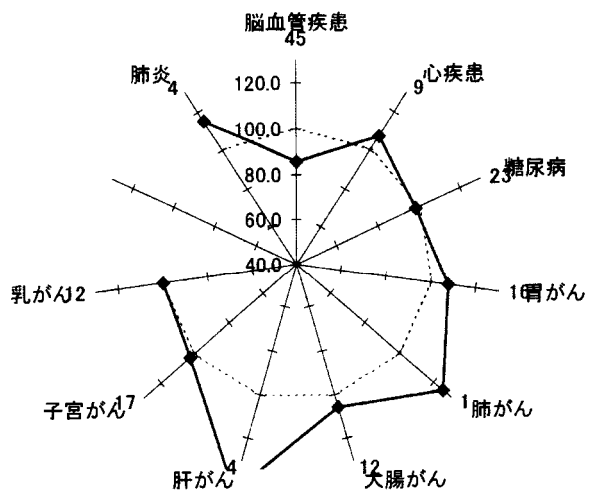 脳血管疾患
45
肺炎
4
9
心疾患
120.0
100.0
80.0
60.0
40.0
23
糖尿病
16
胃がん
1
肺がん
12
大腸がん
4
肝がん
17
子宮がん
12
乳がん